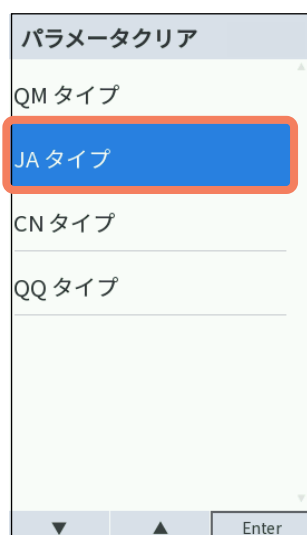 パラメータクリア
QM タイプ
JA タイプ
CN タイプ
QQ タイプ
▼ ▲ Enter